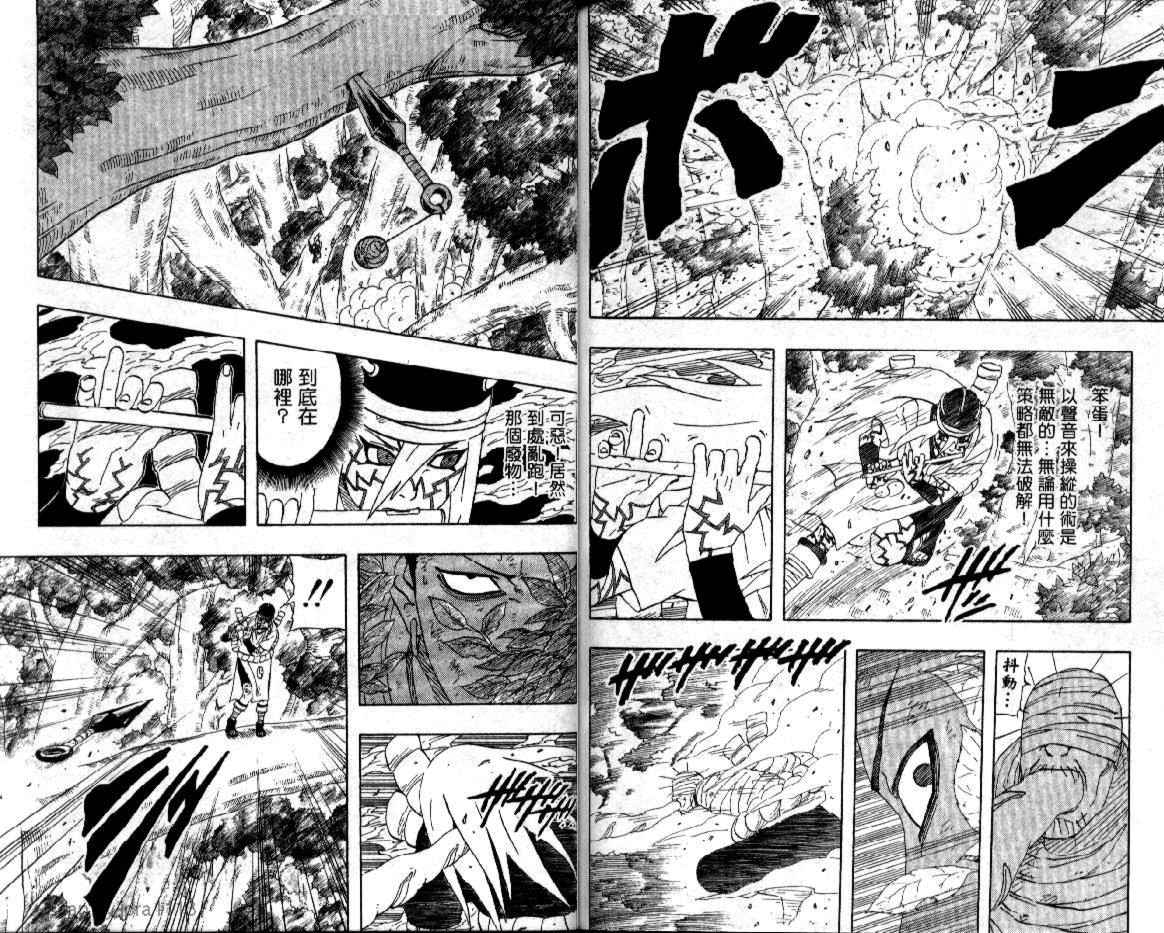 ボン
笨蛋！
以聲音來操縱的術是
無敵的…無論用什麼
策略都無法破解！
抖動…
可惡！居然
到處亂跑！
那個廢物…
到底在
哪裡？
!!